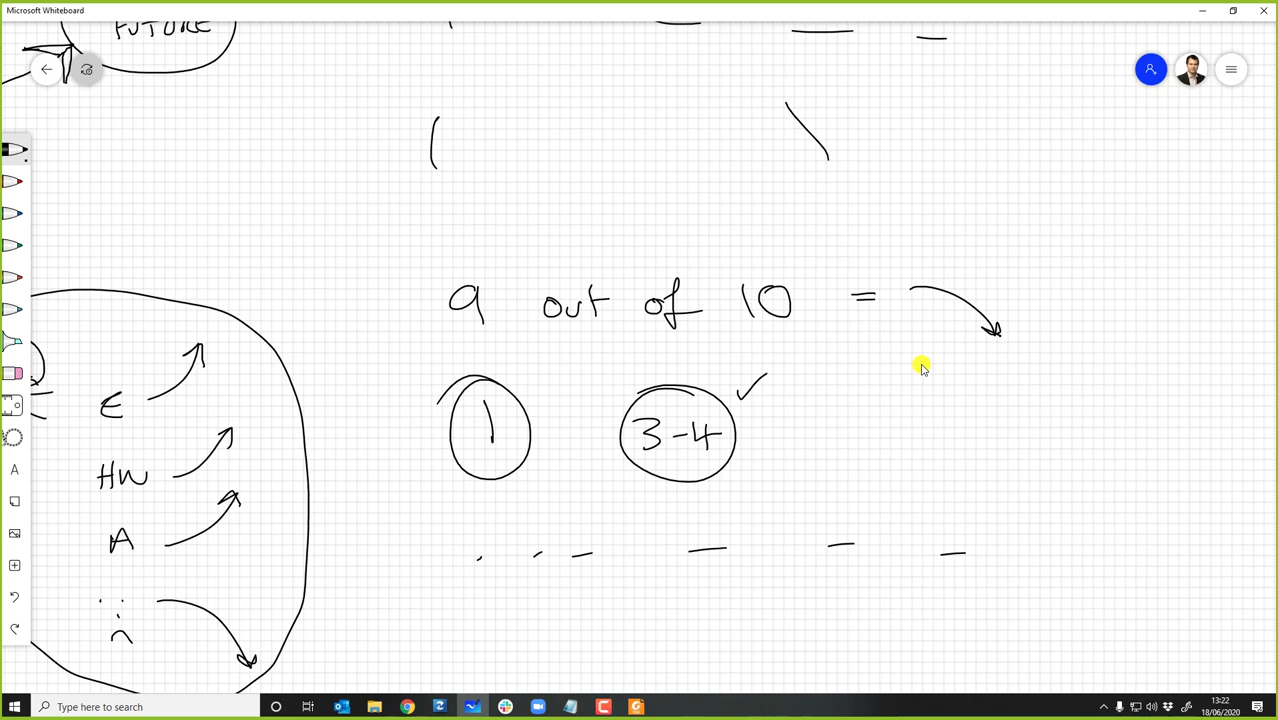 Microsoft Whiteboard
FUTURE
9 out of 10 =
1 3-4
E
HW
A
A
Type here to search
13:22
18/06/2020